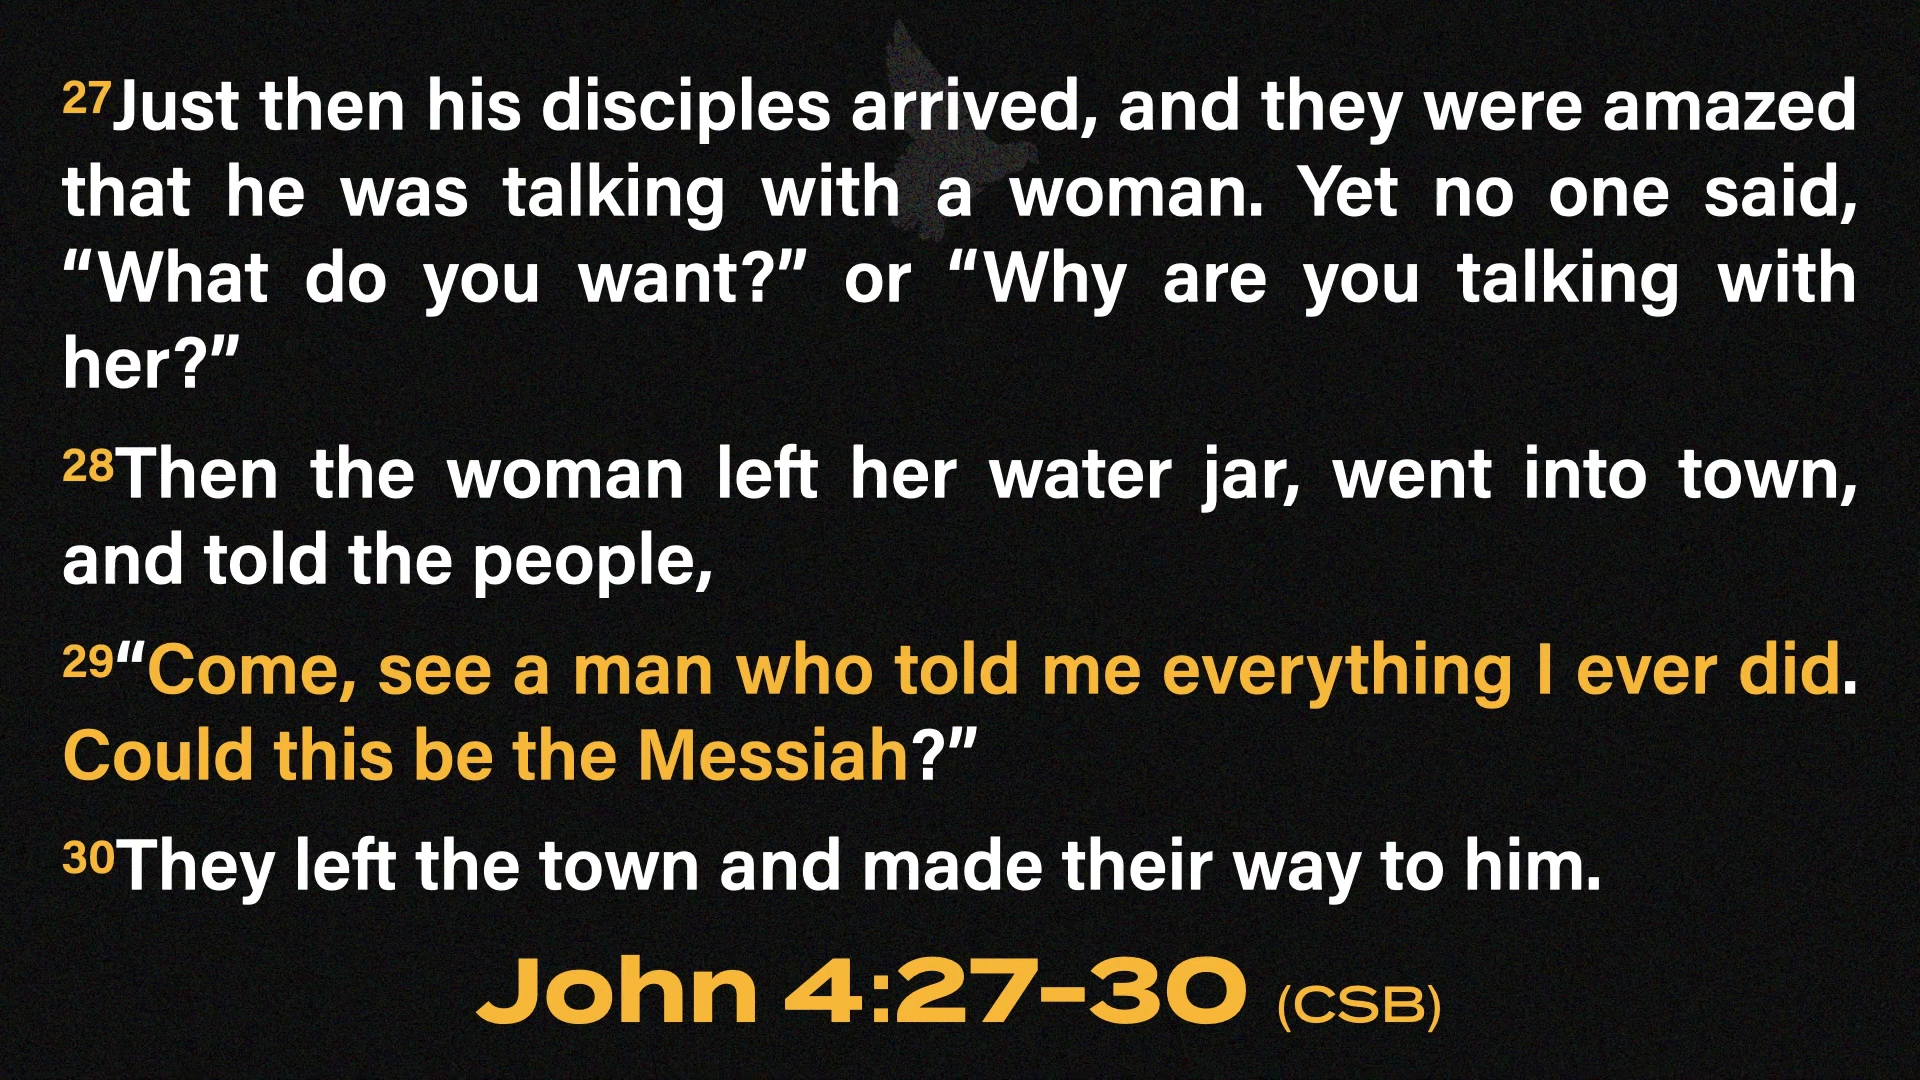 27Just then his disciples arrived, and they were amazed
that he was talking with a woman. Yet no one said,
“What do you want?” or “Why are you talking with
her?”
28Then the woman left her water jar, went into town,
and told the people,
29“Come, see a man who told me everything I ever did.
Could this be the Messiah?”
30They left the town and made their way to him.
John 4:27–30 (CSB)